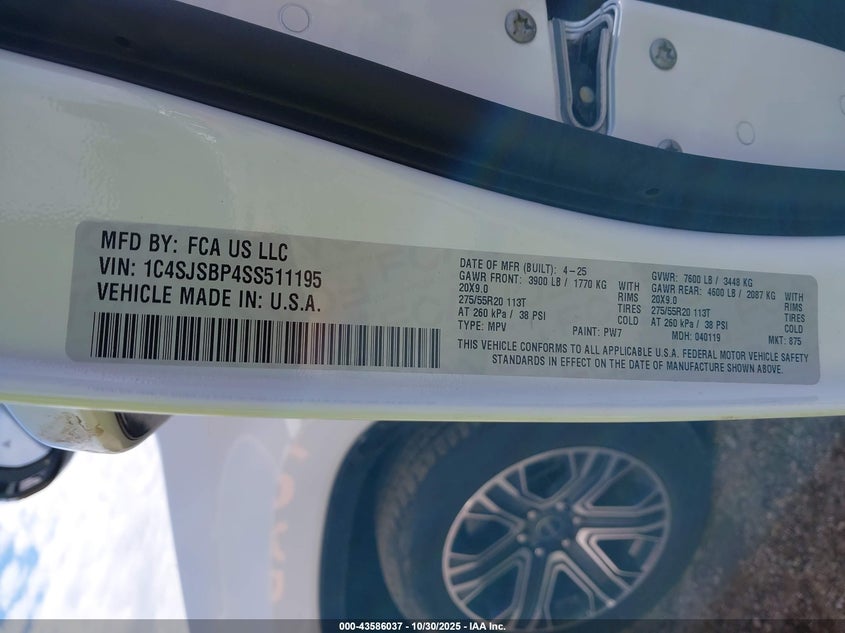 MFD BY: FCA US LLC
VIN: 1C4SJSBP4SS511195
VEHICLE MADE IN: U.S.A.
DATE OF MFR (BUILT): 4-25 GVWR: 7600 LB / 3448 KG
GAWR FRONT: 3900 LB / 1770 KG WITH GAWR REAR: 4600 LB / 2087 KG WITH
20X9.0 RIMS 20X9.0 RIMS
275/55R20 113T TIRES 275/55R20 113T TIRES
AT 260 kPa / 38 PSI COLD AT 260 kPa / 38 PSI COLD
TYPE: MPV PAINT: PW7 MDH: 040119 MKT: 875
THIS VEHICLE CONFORMS TO ALL APPLICABLE U.S.A. FEDERAL MOTOR VEHICLE SAFETY
STANDARDS IN EFFECT ON THE DATE OF MANUFACTURE SHOWN ABOVE.
000-43586037 - 10/30/2025 - IAA Inc.